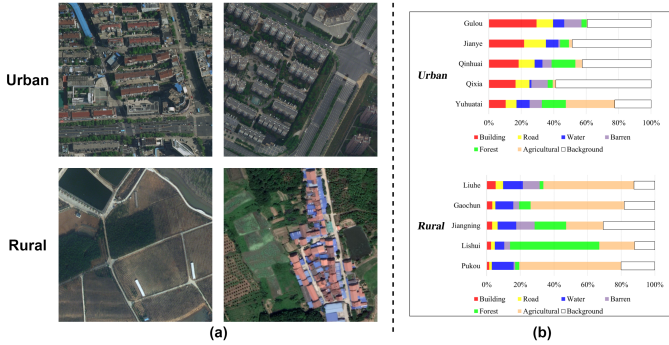 Urban
Rural
(a)
Urban
Gulou
Jianye
Qinhuai
Qixia
Yuhuatai
0% 20% 40% 60% 80% 100%
Building Road Water Barren
Forest Agricultural Background
Rural
Liuhe
Gaochun
Jiangning
Lishui
Pukou
0% 20% 40% 60% 80% 100%
Building Road Water Barren
Forest Agricultural Background
(b)